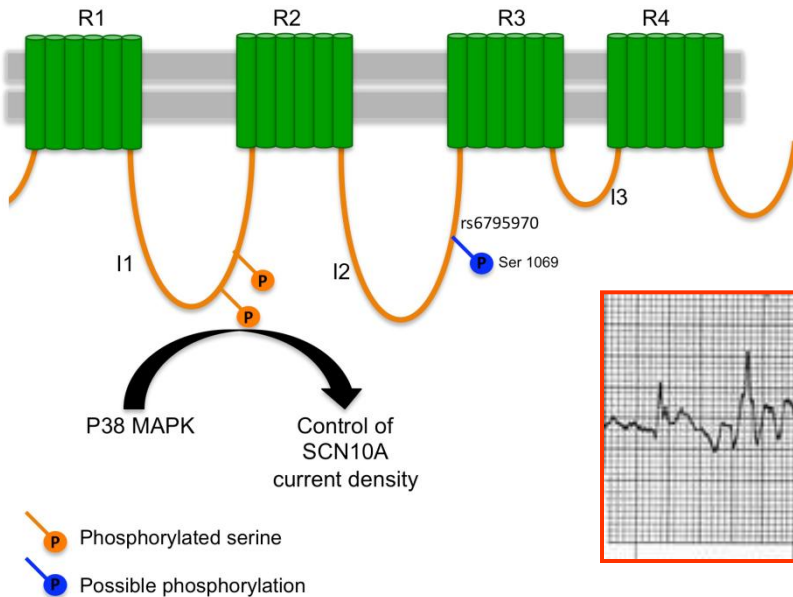 R1 R2 R3 R4
rs6795970
I1 I2 I3
P Ser 1069
P
P
P38 MAPK
Control of
SCN10A
current density
P Phosphorylated serine
P Possible phosphorylation